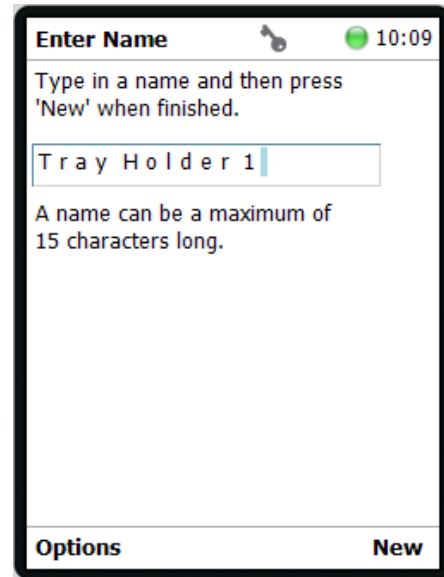 Enter Name 10:09
Type in a name and then press
'New' when finished.
Tray Holder 1
A name can be a maximum of
15 characters long.
Options New